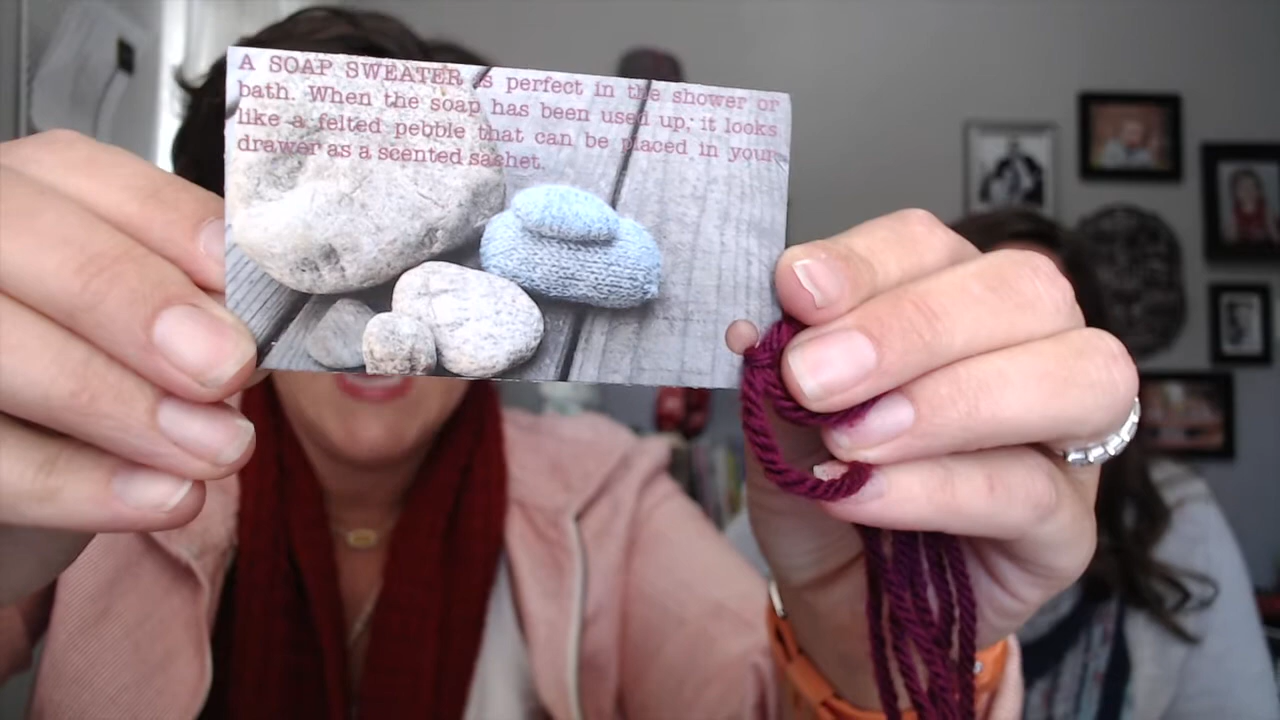 A SOAP SWEATER is perfect in the shower or
bath. When the soap has been used up; it looks
like a felted pebble that can be placed in your
drawer as a scented sachet.